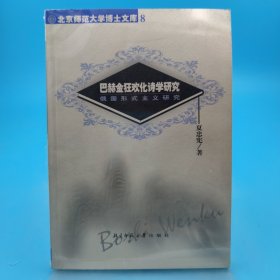 北京师范大学博士文库8
巴赫金狂欢化诗学研究
俄国形式主义研究
夏忠宪/著
Boshi Wenku
北京师范大学出版社